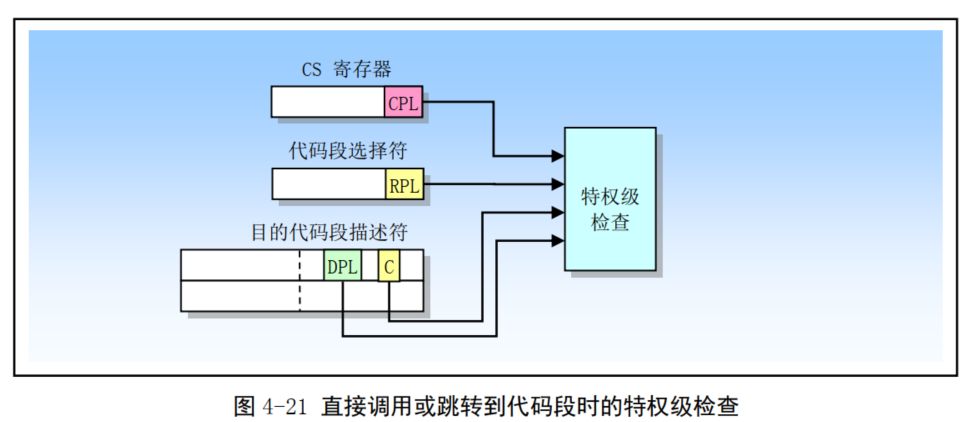 CS 寄存器
CPL
代码段选择符
RPL
目的代码段描述符
DPL
C
特权级
检查
图 4-21 直接调用或跳转到代码段时的特权级检查